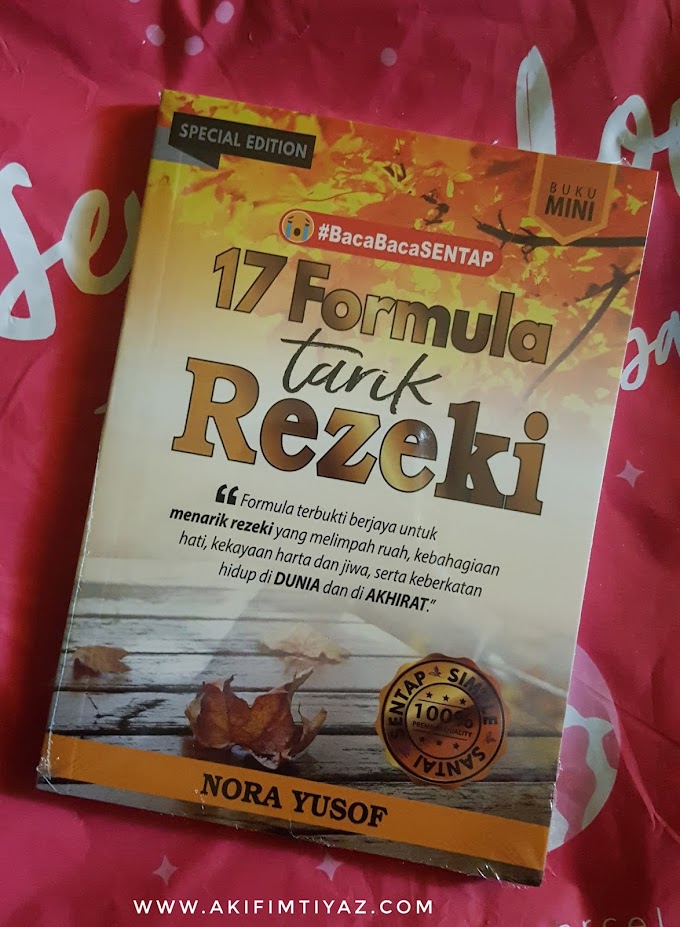 SPECIAL EDITION
BUKU
MINI
#BacaBacaSENTAP
17 Formula
tarik
Rezeki
“Formula terbukti berjaya untuk
menarik rezeki yang melimpah ruah, kebahagiaan
hati, kekayaan harta dan jiwa, serta keberkatan
hidup di DUNIA dan di AKHIRAT.”
SENTAP SIMPLE SANTAI
100%
PREMIUM QUALITY
NORA YUSOF
WWW.AKIFIMTIYAZ.COM